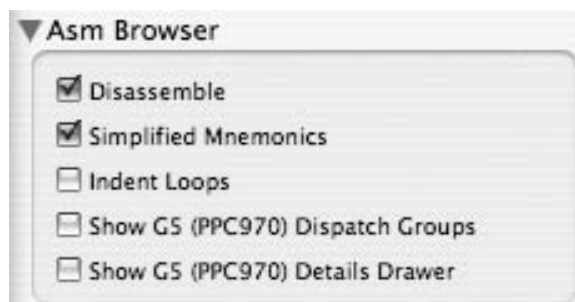 Asm Browser
Disassemble
Simplified Mnemonics
Indent Loops
Show G5 (PPC970) Dispatch Groups
Show G5 (PPC970) Details Drawer